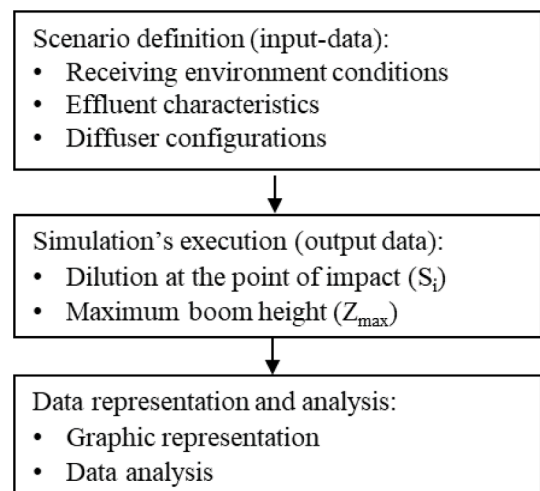 Scenario definition (input-data):
• Receiving environment conditions
• Effluent characteristics
• Diffuser configurations
Simulation’s execution (output data):
• Dilution at the point of impact (Si)
• Maximum boom height (Zmax)
Data representation and analysis:
• Graphic representation
• Data analysis